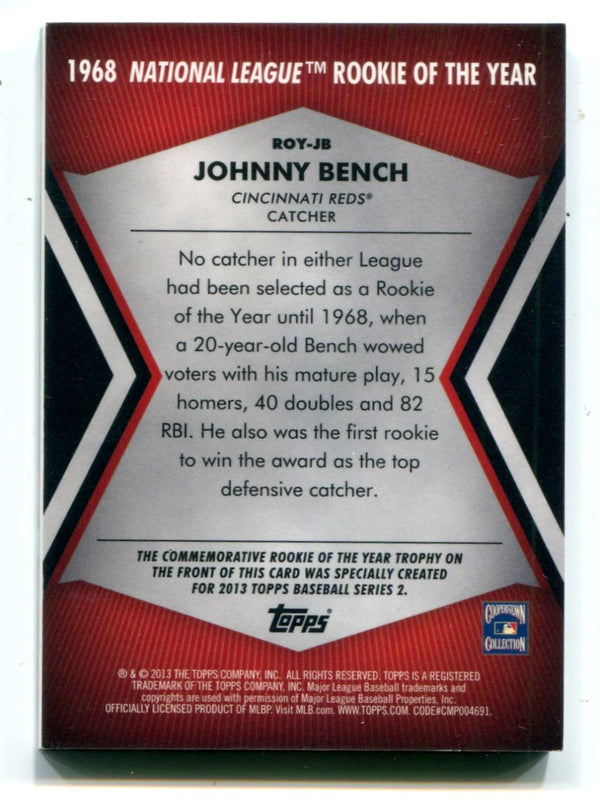 1968 NATIONAL LEAGUE™ ROOKIE OF THE YEAR
ROY-JB
JOHNNY BENCH
CINCINNATI REDS®
CATCHER
No catcher in either League
had been selected as a Rookie
of the Year until 1968, when
a 20-year-old Bench wowed
voters with his mature play, 15
homers, 40 doubles and 82
RBI. He also was the first rookie
to win the award as the top
defensive catcher.
THE COMMEMORATIVE ROOKIE OF THE YEAR TROPHY ON
THE FRONT OF THIS CARD WAS SPECIALLY CREATED
FOR 2013 TOPPS BASEBALL SERIES 2.
TOPPS®
COOPERSTOWN
COLLECTION
® & © 2013 THE TOPPS COMPANY, INC. ALL RIGHTS RESERVED. TOPPS IS A REGISTERED
TRADEMARK OF THE TOPPS COMPANY, INC. Major League Baseball trademarks and
copyrights are used with permission of Major League Baseball Properties, Inc.
OFFICIALLY LICENSED PRODUCT OF MLBP. Visit MLB.com. WWW.TOPPS.COM. CODE#CMP004691.